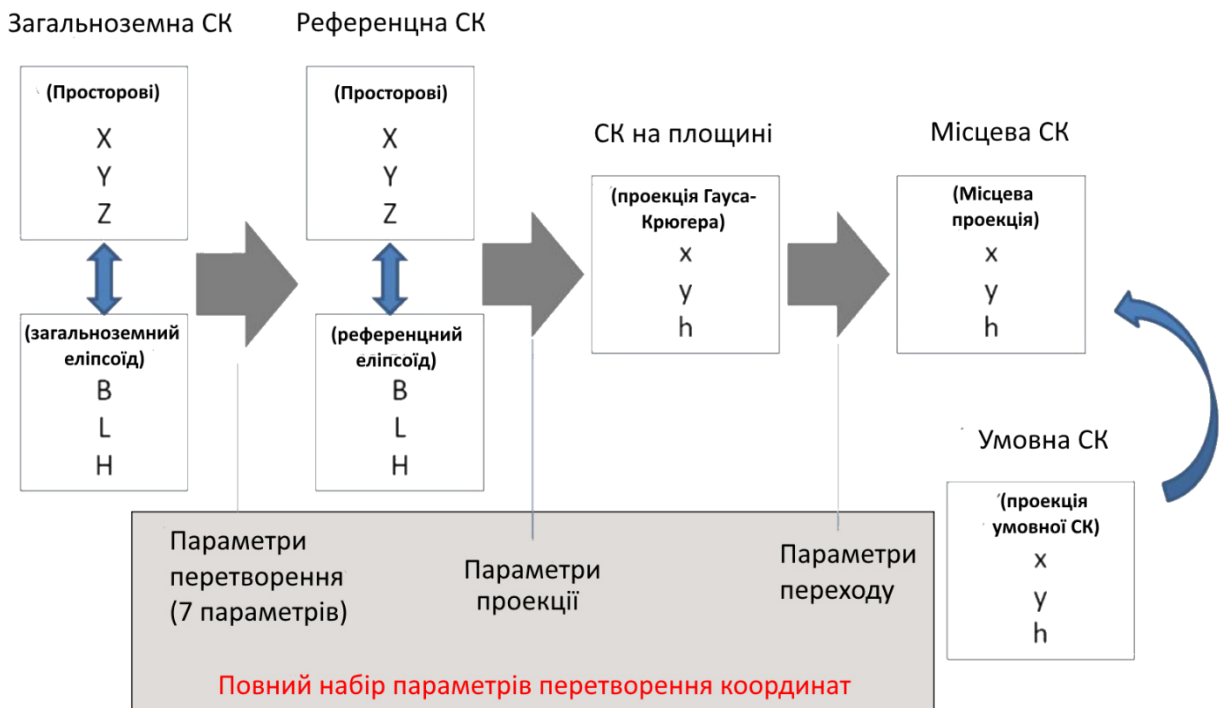 Загальноземна СК
(Просторові)
X
Y
Z
(загальноземний
еліпсоїд)
B
L
H
Референцна СК
(Просторові)
X
Y
Z
(референцний
еліпсоїд)
B
L
H
СК на площині
(проекція Гауса-
Крюгера)
x
y
h
Місцева СК
(Місцева
проекція)
x
y
h
Умовна СК
(проекція
умовної СК)
x
y
h
Параметри
перетворення
(7 параметрів)
Параметри
проекції
Параметри
переходу
Повний набір параметрів перетворення координат